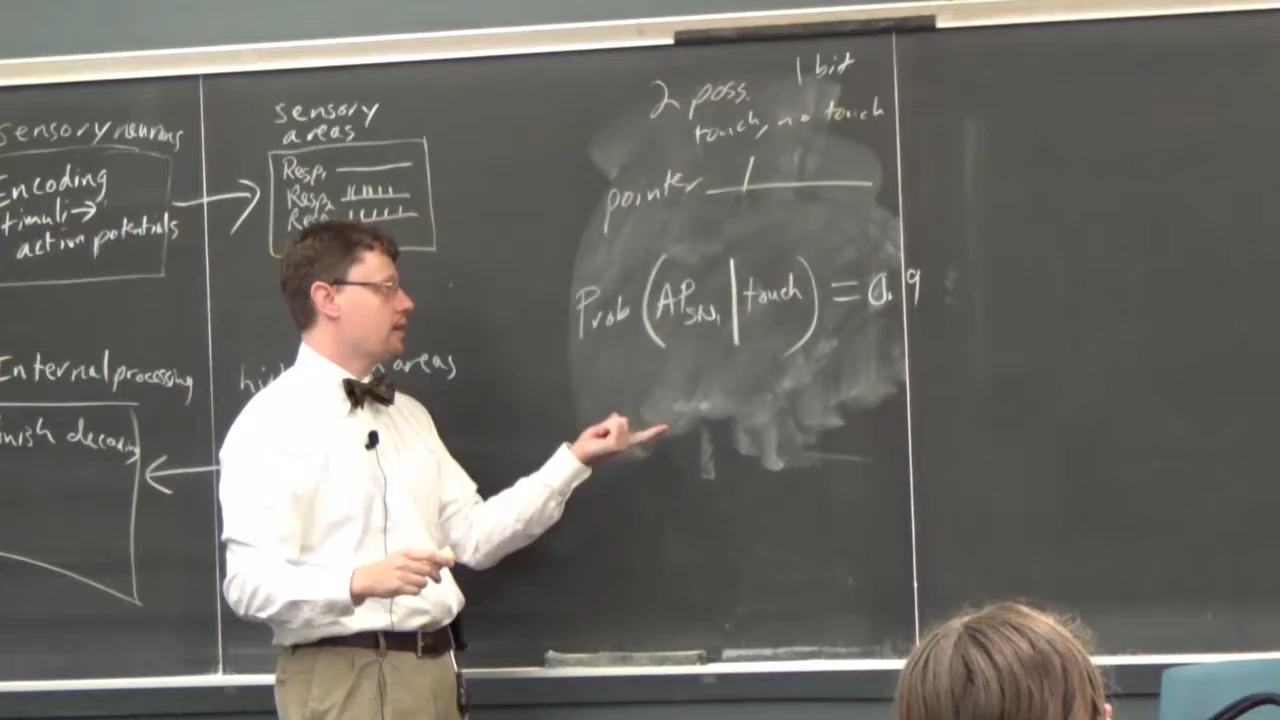 sensory neurons
Encoding
stimuli→
action potentials
sensory
areas
Resp₁
Resp₂
Internal processing
finish decoding
areas
1 bit
2 poss.
touch, no touch
pointer
Prob (AP_SN₁ | touch) = 0.9